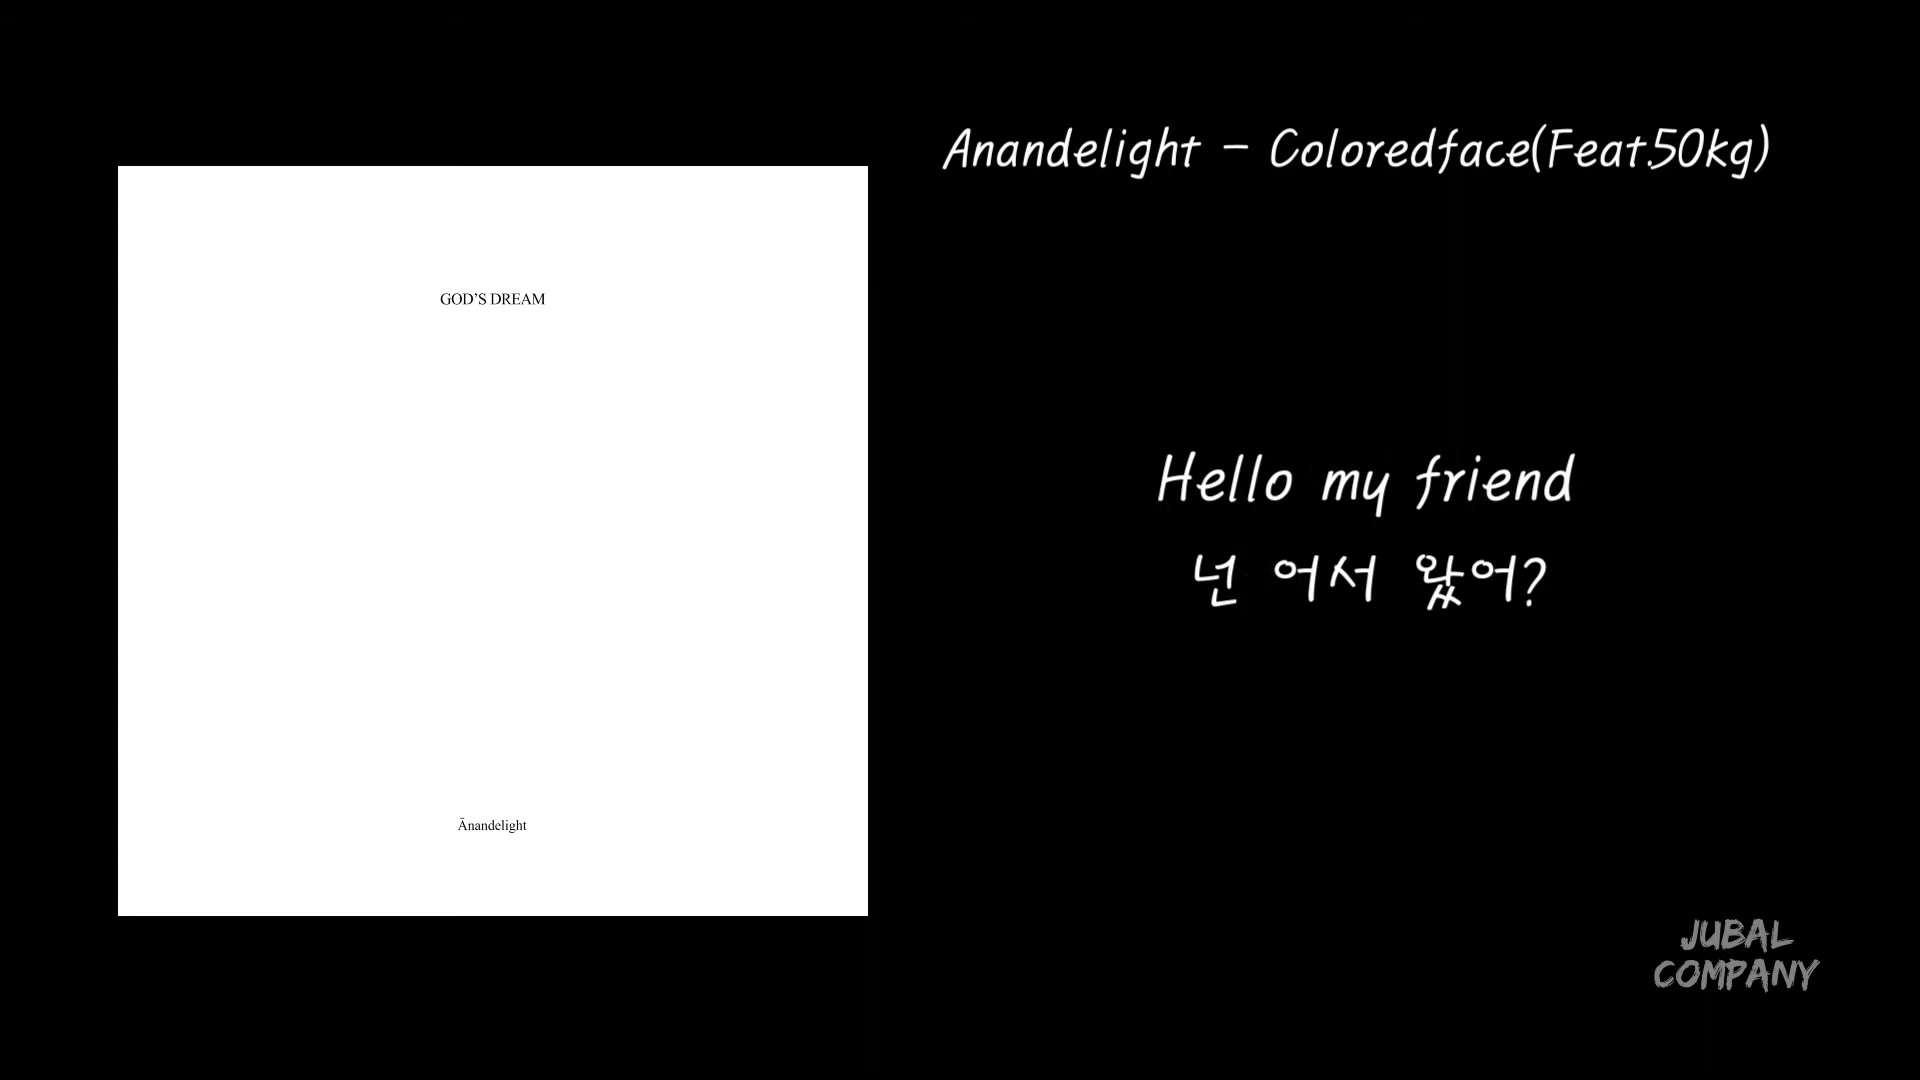 GOD'S DREAM
Ānandelight
Anandelight - Coloredface(Feat.50kg)
Hello my friend
넌 어서 왔어?
JUBAL
COMPANY